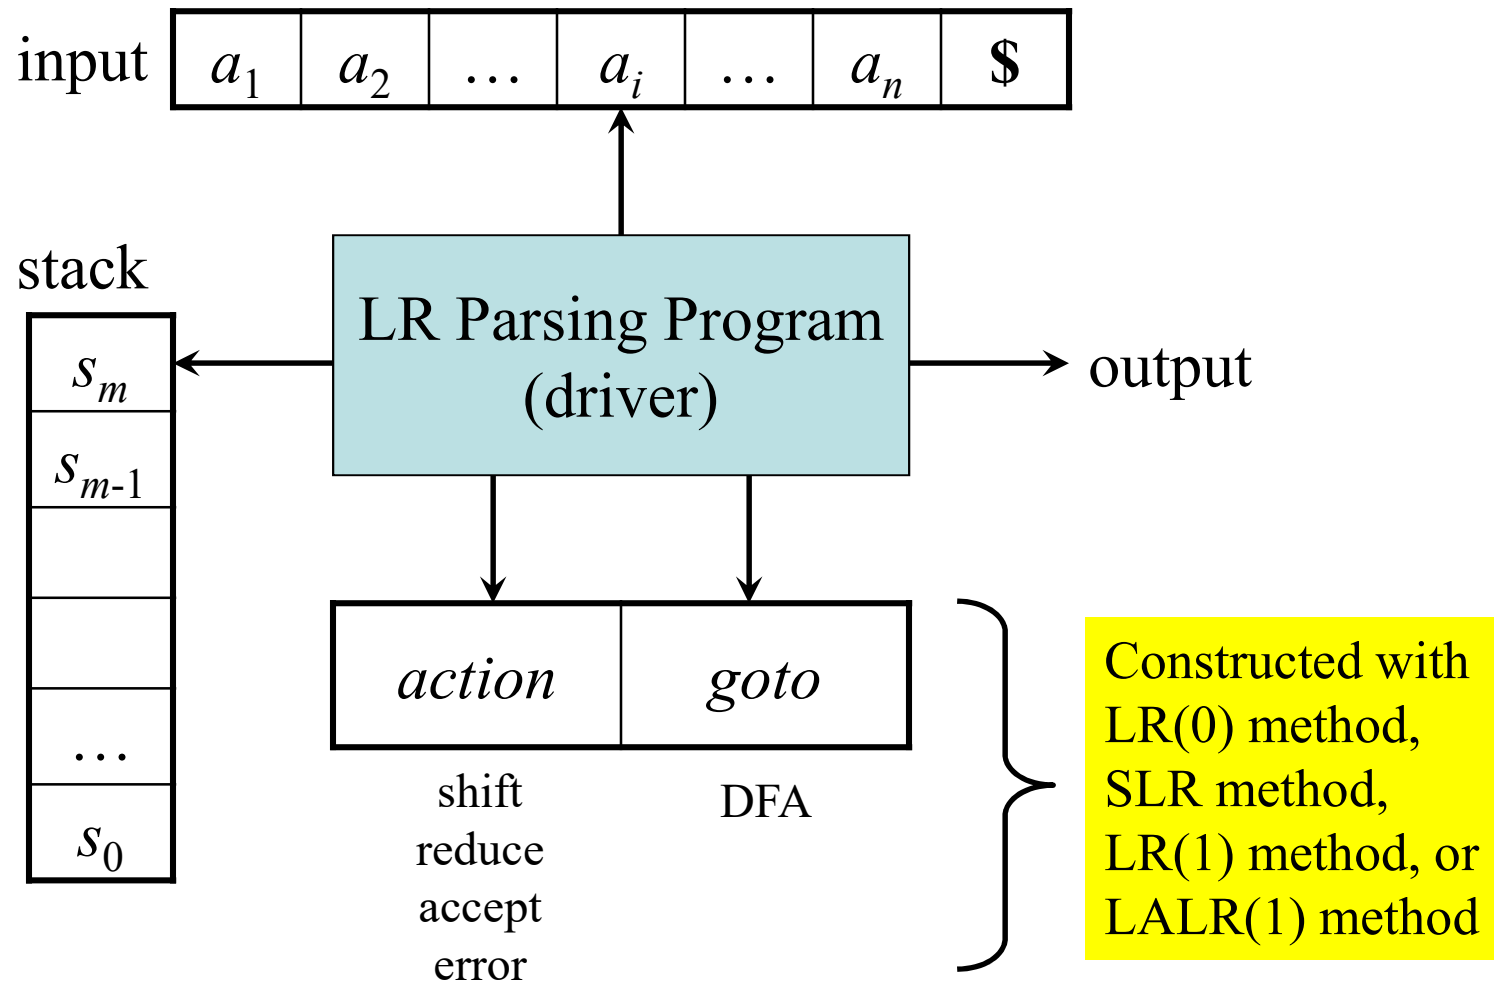 input a₁ a₂ … aᵢ … aₙ $
stack
LR Parsing Program
(driver)
output
sₘ
sₘ₋₁
…
s₀
action goto
shift
reduce
accept
error
DFA
Constructed with
LR(0) method,
SLR method,
LR(1) method, or
LALR(1) method